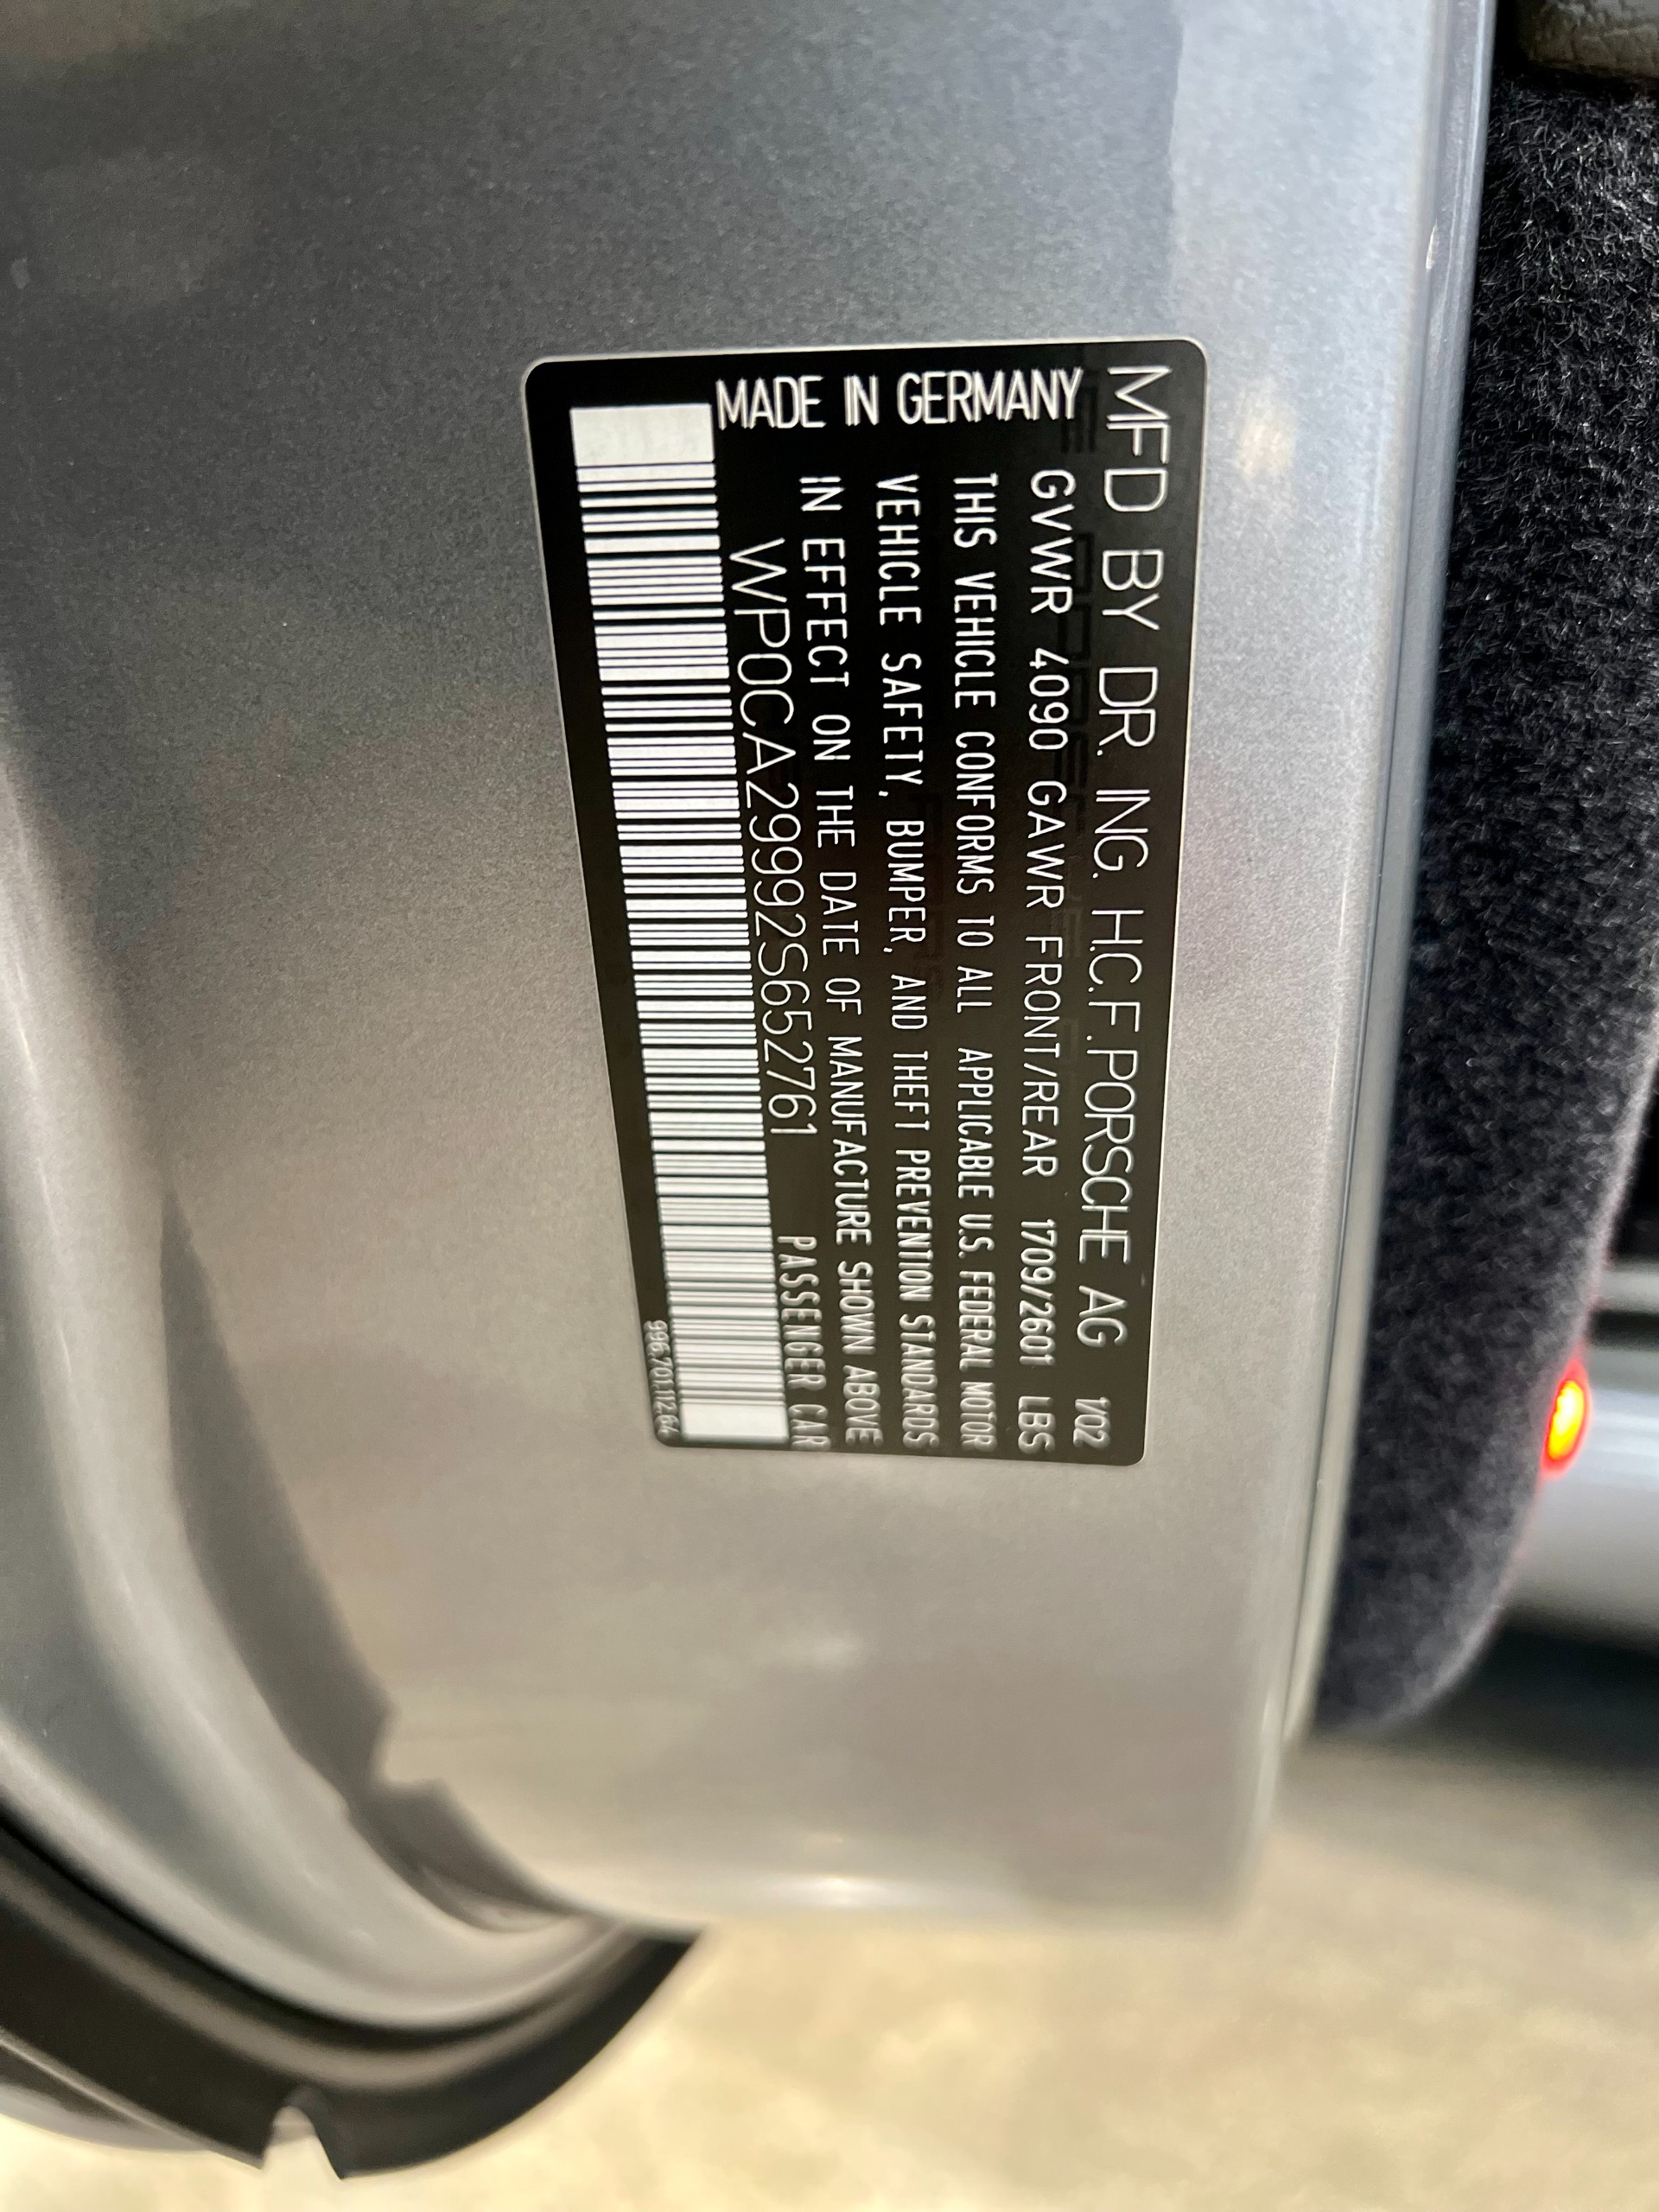 MFD BY DR. ING. H.C.F. PORSCHE AG 1/02
GVWR 4090 GAWR FRONT/REAR 1709/2601 LBS
THIS VEHICLE CONFORMS TO ALL APPLICABLE U.S. FEDERAL MOTOR
VEHICLE SAFETY, BUMPER, AND THEFT PREVENTION STANDARDS
IN EFFECT ON THE DATE OF MANUFACTURE SHOWN ABOVE
WP0CA29992S652761 PASSENGER CAR
996.701.112.64
MADE IN GERMANY